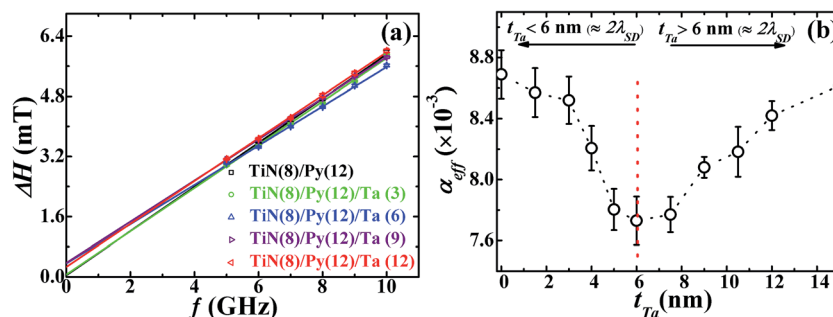 (a)
6.4
4.8
3.2
1.6
0.0
ΔH (mT)
TiN(8)/Py(12)
TiN(8)/Py(12)/Ta (3)
TiN(8)/Py(12)/Ta (6)
TiN(8)/Py(12)/Ta (9)
TiN(8)/Py(12)/Ta (12)
0 2 4 6 8 10
f (GHz)
(b)
t_Ta< 6 nm (≈ 2λ_SD) t_Ta> 6 nm (≈ 2λ_SD)
8.8
8.4
8.0
7.6
α_eff (×10⁻³)
0 2 4 6 8 10 12 14
t_Ta(nm)